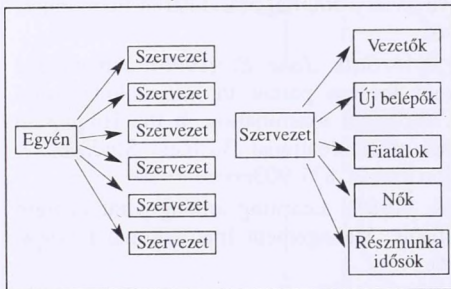 Szervezet
Szervezet
Szervezet
Szervezet
Szervezet
Szervezet
Egyén
Szervezet
Vezetők
Új belépők
Fiatalok
Nők
Részmunka
idősök